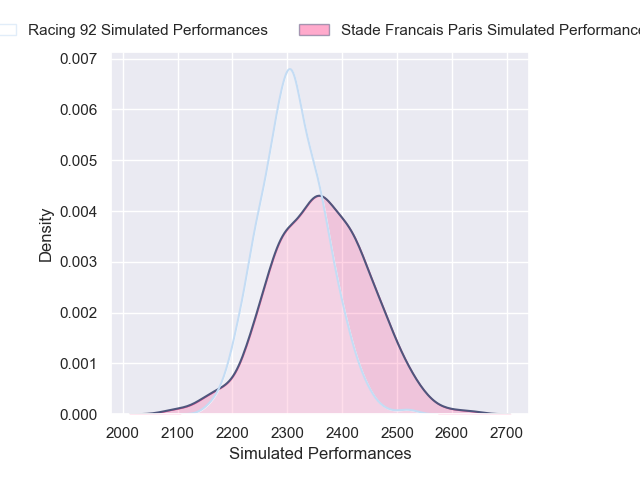 Racing 92 Simulated Performances
Stade Francais Paris Simulated Performance
0.007
0.006
0.005
0.004
0.003
0.002
0.001
0.000
Density
2000 2100 2200 2300 2400 2500 2600 2700
Simulated Performances